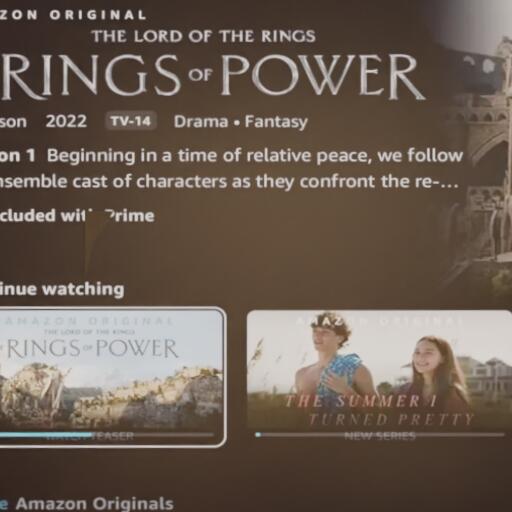 ZON ORIGINAL
THE LORD OF THE RINGS
RINGS OF POWER
son 2022 TV-14 Drama • Fantasy
on 1 Beginning in a time of relative peace, we follow
nsemble cast of characters as they confront the re-...
cluded with Prime
inue watching
AMAZON ORIGINAL
THE LORD OF THE RINGS
RINGS OF POWER
WATCH TEASER
AMAZON ORIGINAL
THE SUMMER I
TURNED PRETTY
NEW SERIES
e Amazon Originals